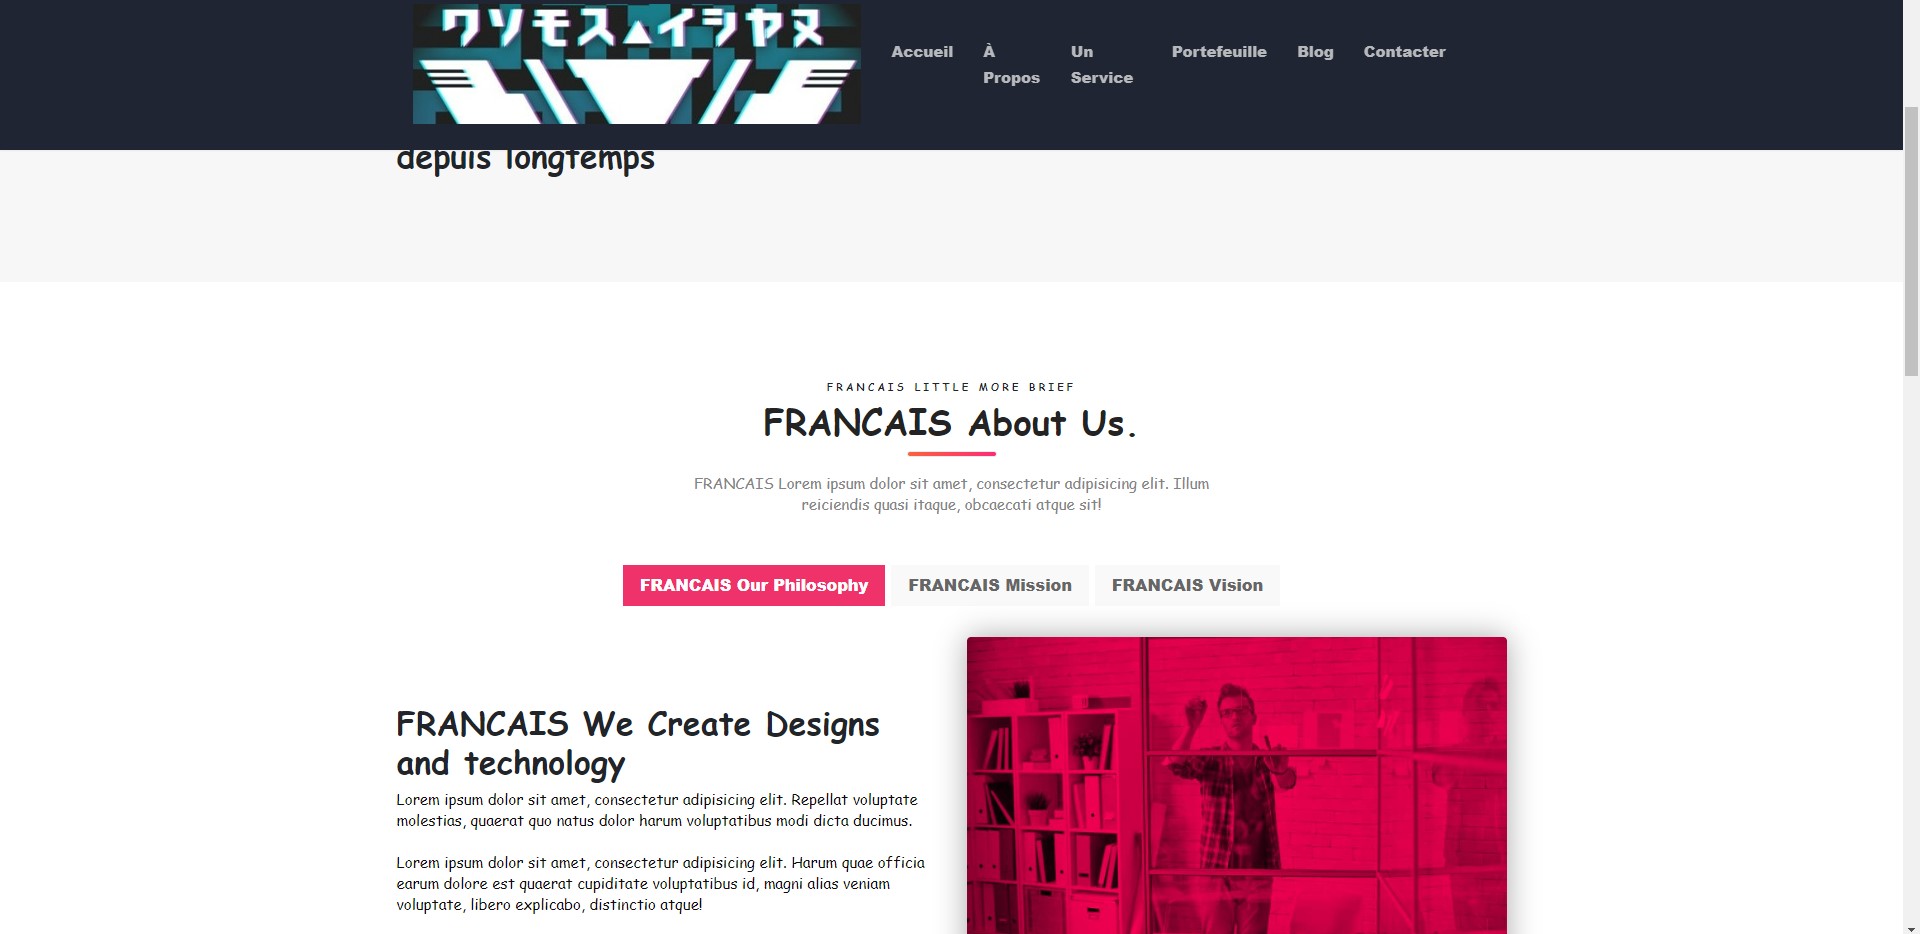 ワソモス▲イシヤヌ
Accueil
À
Propos
Un
Service
Portefeuille
Blog
Contacter
depuis longtemps
FRANCAIS LITTLE MORE BRIEF
FRANCAIS About Us.
FRANCAIS Lorem ipsum dolor sit amet, consectetur adipisicing elit. Illum
reiciendis quasi itaque, obcaecati atque sit!
FRANCAIS Our Philosophy
FRANCAIS Mission
FRANCAIS Vision
FRANCAIS We Create Designs
and technology
Lorem ipsum dolor sit amet, consectetur adipisicing elit. Repellat voluptate
molestias, quaerat quo natus dolor harum voluptatibus modi dicta ducimus.
Lorem ipsum dolor sit amet, consectetur adipisicing elit. Harum quae officia
earum dolore est quaerat cupiditate voluptatibus id, magni alias veniam
voluptate, libero explicabo, distinctio atque!